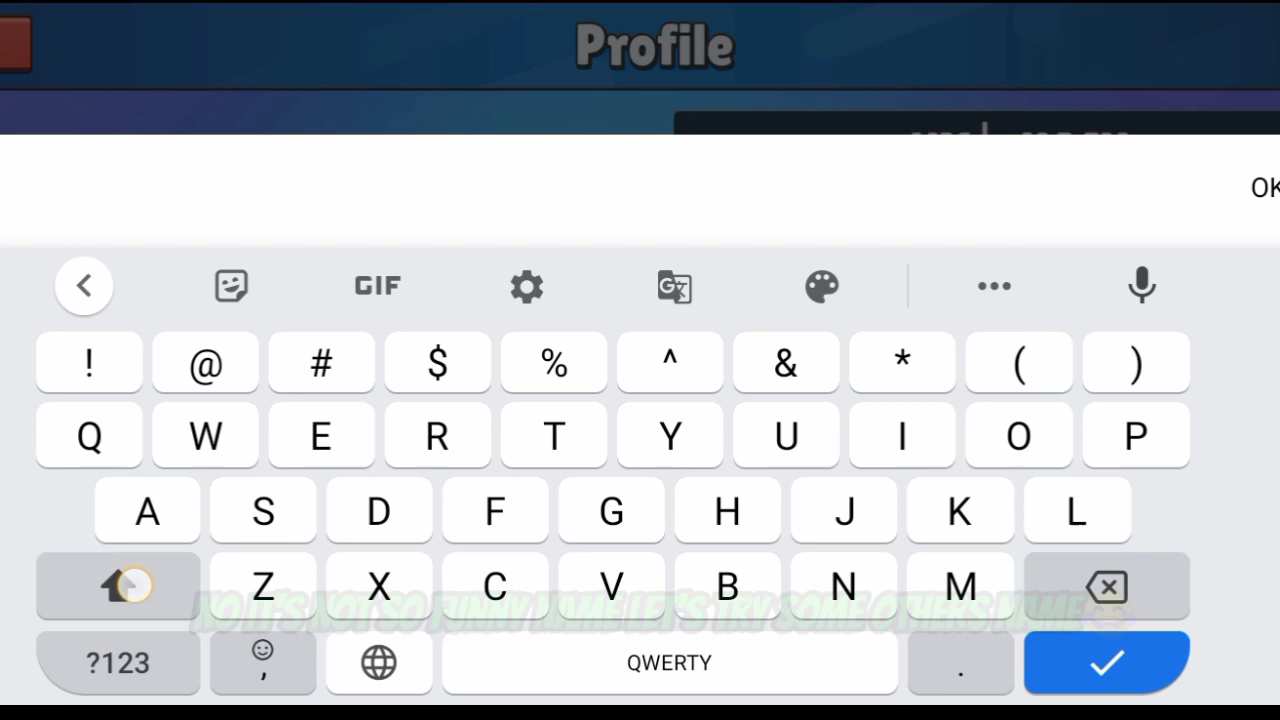 Profile
OK
GIF
! @ # $ % ^ & * ( )
Q W E R T Y U I O P
A S D F G H J K L
Z X C V B N M
NO IT'S NOT SO FUNNY NAME LET'S TRY SOME OTHERS NAME
?123 , QWERTY .